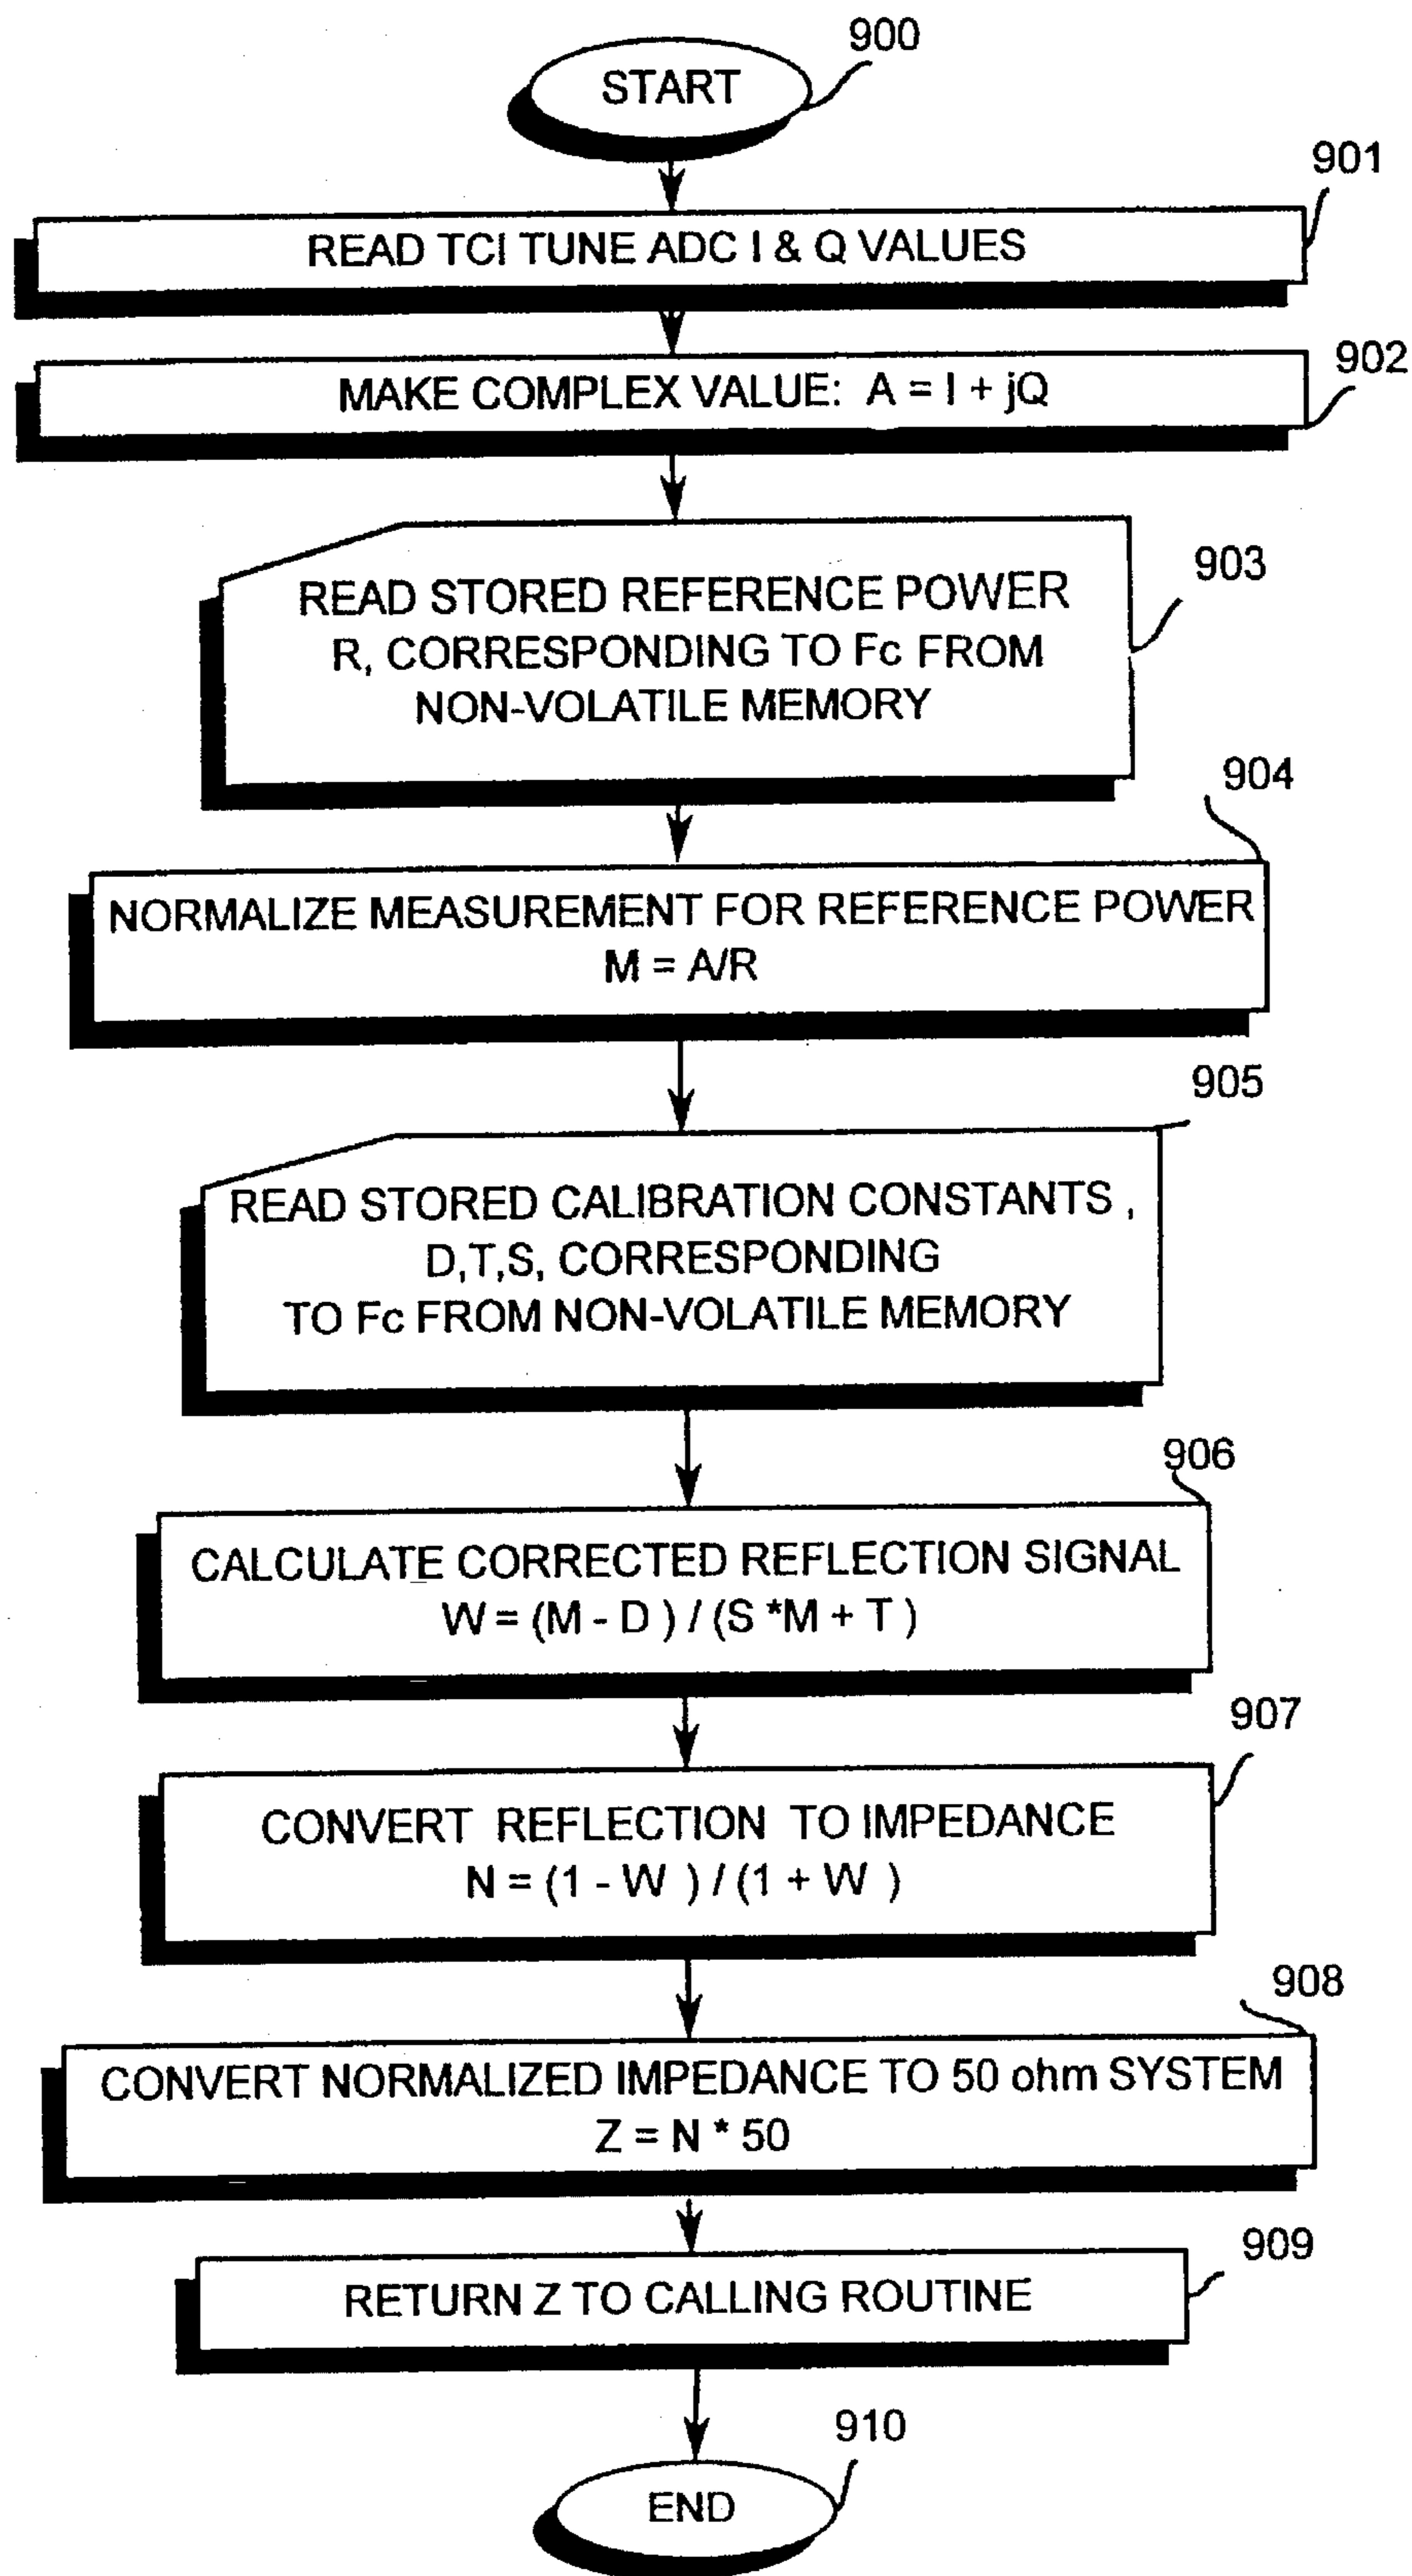 900
START
901
READ TCI TUNE ADC I & Q VALUES
902
MAKE COMPLEX VALUE: A = I + jQ
903
READ STORED REFERENCE POWER
R, CORRESPONDING TO Fc FROM
NON-VOLATILE MEMORY
904
NORMALIZE MEASUREMENT FOR REFERENCE POWER
M = A/R
905
READ STORED CALIBRATION CONSTANTS ,
D,T,S, CORRESPONDING
TO Fc FROM NON-VOLATILE MEMORY
906
CALCULATE CORRECTED REFLECTION SIGNAL
W = (M - D ) / (S *M + T )
907
CONVERT REFLECTION TO IMPEDANCE
N = (1 - W ) / (1 + W )
908
CONVERT NORMALIZED IMPEDANCE TO 50 ohm SYSTEM
Z = N * 50
909
RETURN Z TO CALLING ROUTINE
910
END